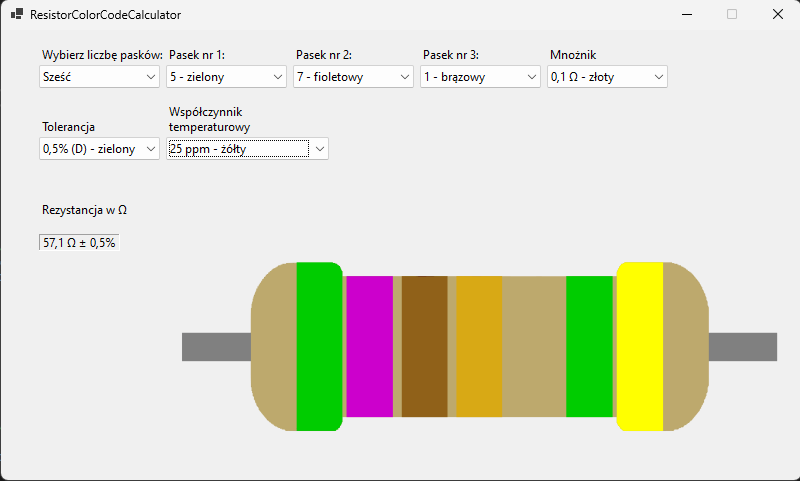 ResistorColorCodeCalculator
Wybierz liczbę pasków: Pasek nr 1: Pasek nr 2: Pasek nr 3: Mnożnik
Sześć 5 - zielony 7 - fioletowy 1 - brązowy 0,1 Ω - złoty
Współczynnik
Tolerancja temperaturowy
0,5% (D) - zielony 25 ppm - żółty
Rezystancja w Ω
57,1 Ω ± 0,5%